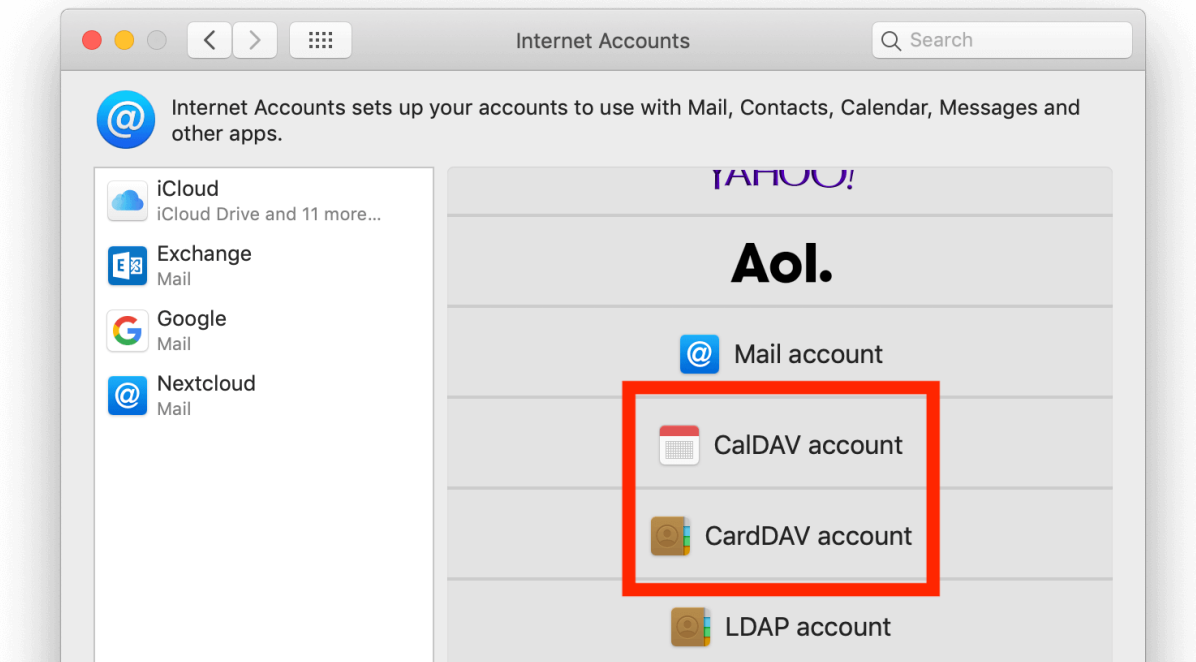 Internet Accounts
Search
Internet Accounts sets up your accounts to use with Mail, Contacts, Calendar, Messages and
other apps.
iCloud
iCloud Drive and 11 more...
Exchange
Mail
Google
Mail
Nextcloud
Mail
YAHOO!
Aol.
Mail account
CalDAV account
CardDAV account
LDAP account